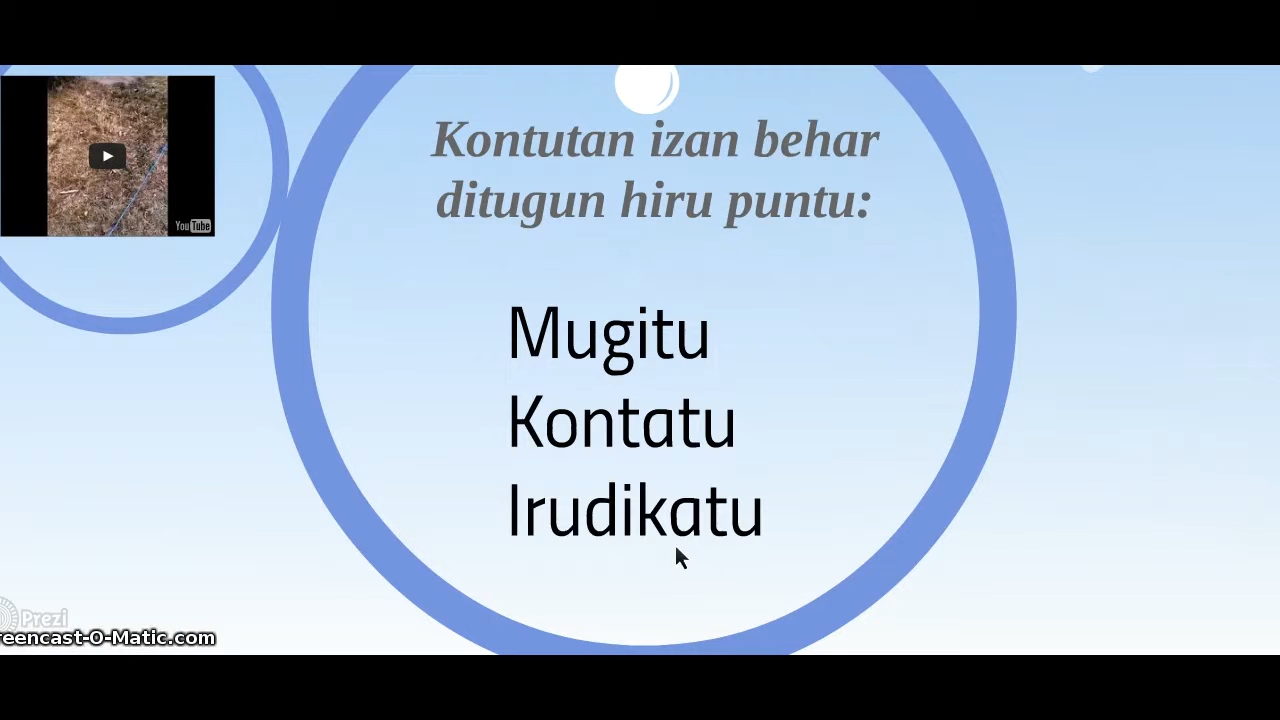 Kontutan izan behar
ditugun hiru puntu:
Mugitu
Kontatu
Irudikatu
YouTube
Prezi
reencast-O-Matic.com